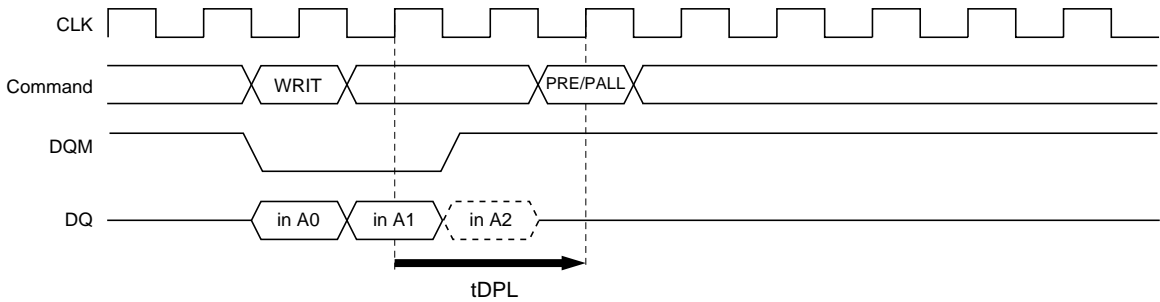 CLK
Command WRIT PRE/PALL
DQM
DQ in A0 in A1 in A2
tDPL